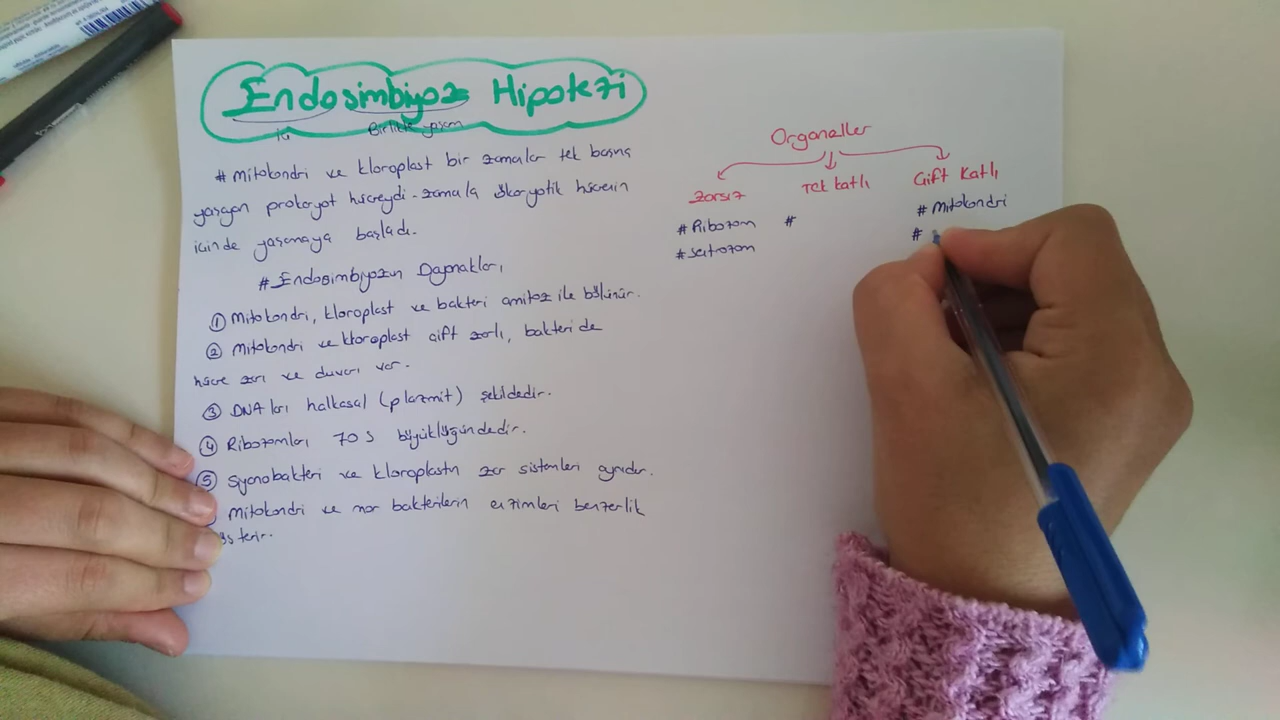 Endosimbiyoz Hipotezi
iç Birlikte yaşam
# Mitokondri ve kloroplast bir zamanlar tek başına
yaşayan prokaryot hücreydi. zamanla ökaryotik hücrenin
içinde yaşamaya başladı.
# Endosimbiyozun Dayanakları
① Mitokondri, kloroplast ve bakteri amitoz ile bölünür.
② Mitokondri ve kloroplast çift zarlı, bakteri de
hücre zarı ve duvarı var.
③ DNA ları halkasal (plazmit) şekildedir.
④ Ribozomları 70 S büyüklüğündedir.
⑤ Siyanobakteri ve kloroplastın zar sistemleri aynıdır.
Mitokondri ve mor bakterilerin enzimleri benzerlik
Organeller
zarsız
# Ribozom
# Sentrozom
Tek katlı
#
Çift Katlı
# Mitokondri
#